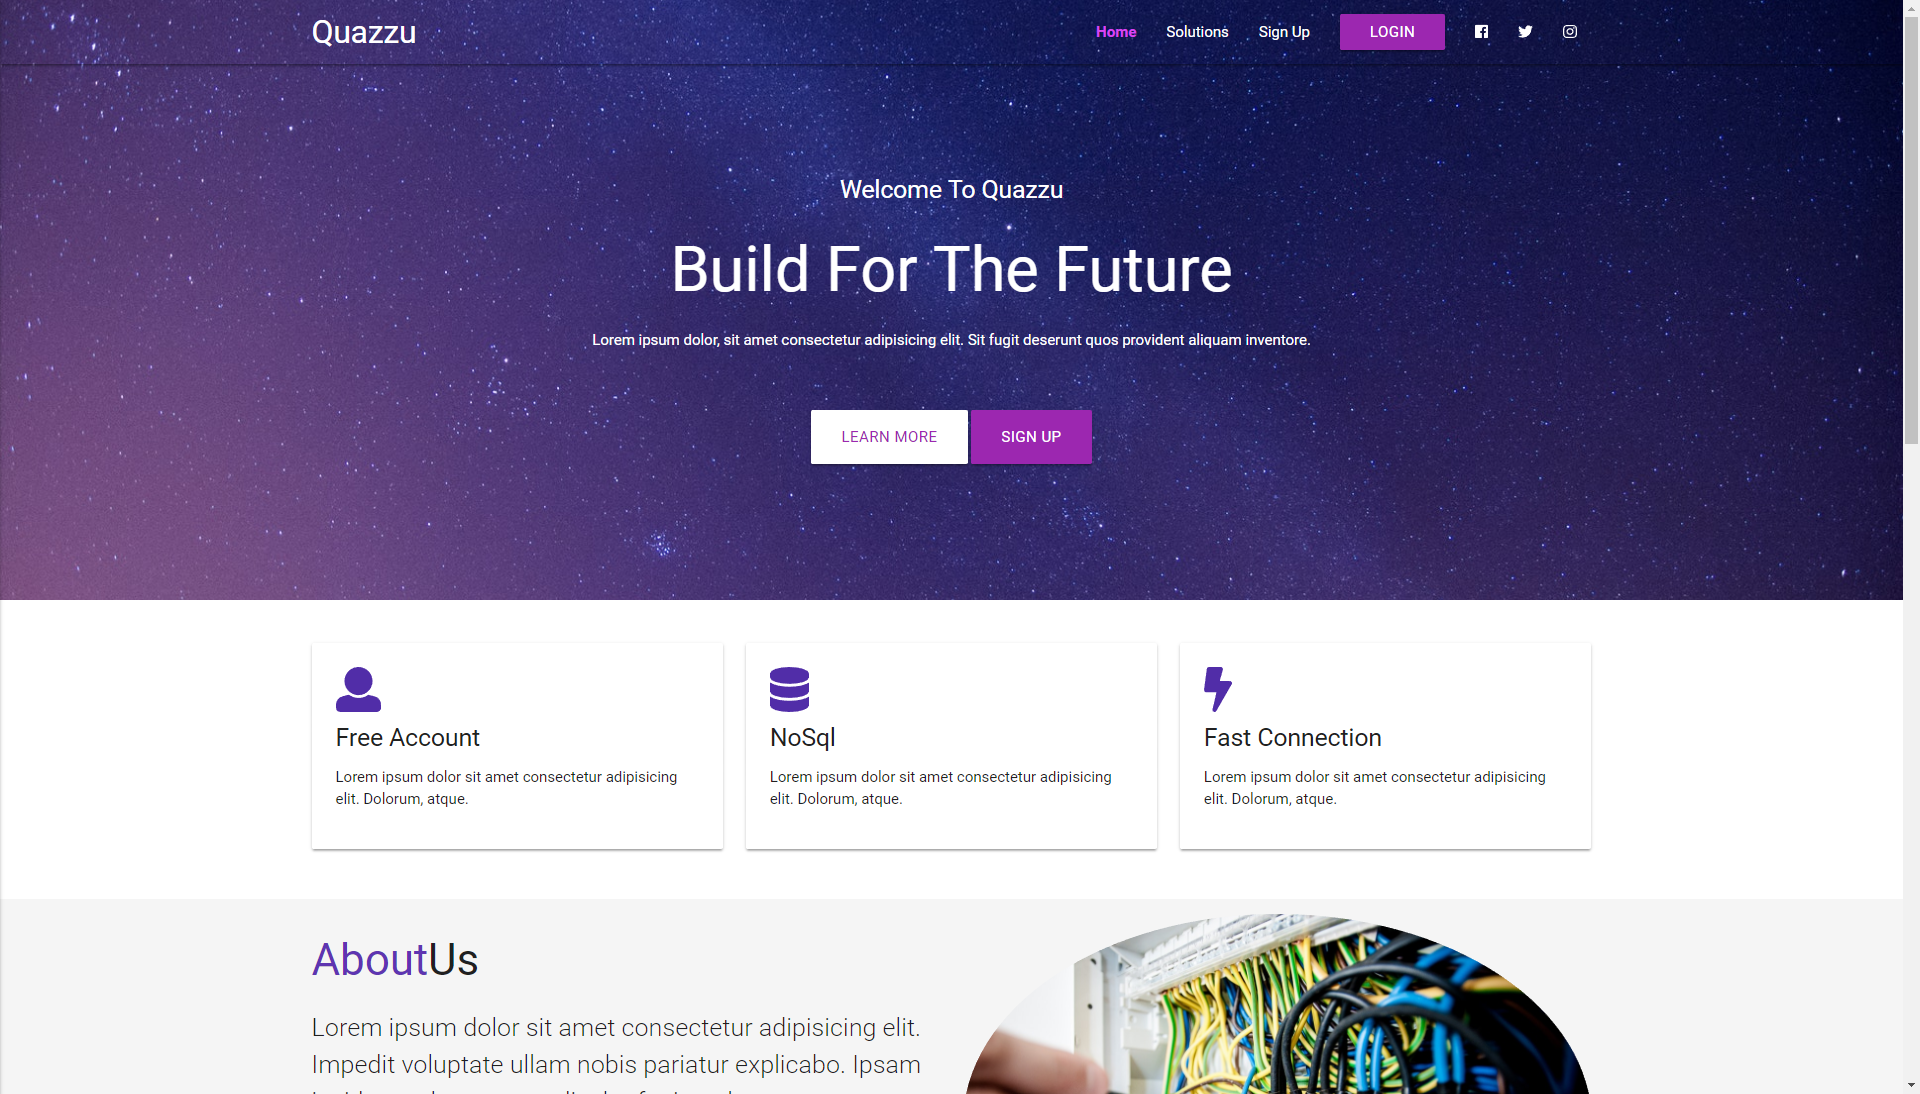 Quazzu
Home Solutions Sign Up LOGIN
Welcome To Quazzu
Build For The Future
Lorem ipsum dolor, sit amet consectetur adipisicing elit. Sit fugit deserunt quos provident aliquam inventore.
LEARN MORE SIGN UP
Free Account
Lorem ipsum dolor sit amet consectetur adipisicing
elit. Dolorum, atque.
NoSql
Lorem ipsum dolor sit amet consectetur adipisicing
elit. Dolorum, atque.
Fast Connection
Lorem ipsum dolor sit amet consectetur adipisicing
elit. Dolorum, atque.
AboutUs
Lorem ipsum dolor sit amet consectetur adipisicing elit.
Impedit voluptate ullam nobis pariatur explicabo. Ipsam